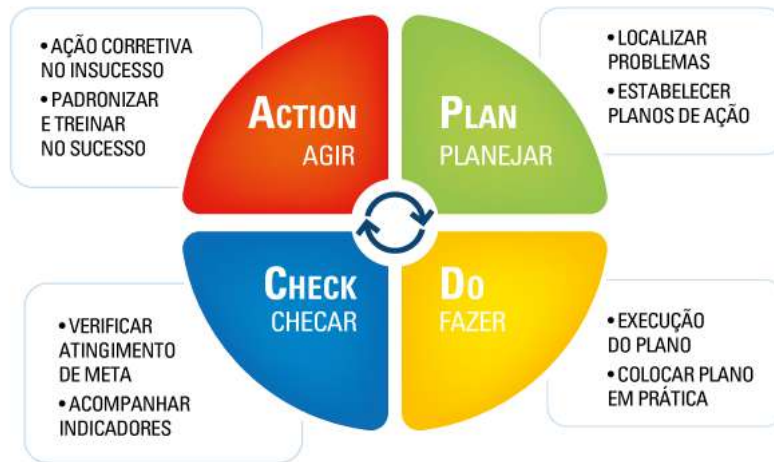 • AÇÃO CORRETIVA
NO INSUCESSO
• PADRONIZAR
E TREINAR
NO SUCESSO
ACTION
AGIR
PLAN
PLANEJAR
• LOCALIZAR
PROBLEMAS
• ESTABELECER
PLANOS DE AÇÃO
• VERIFICAR
ATINGIMENTO
DE META
• ACOMPANHAR
INDICADORES
CHECK
CHECAR
DO
FAZER
• EXECUÇÃO
DO PLANO
• COLOCAR PLANO
EM PRÁTICA